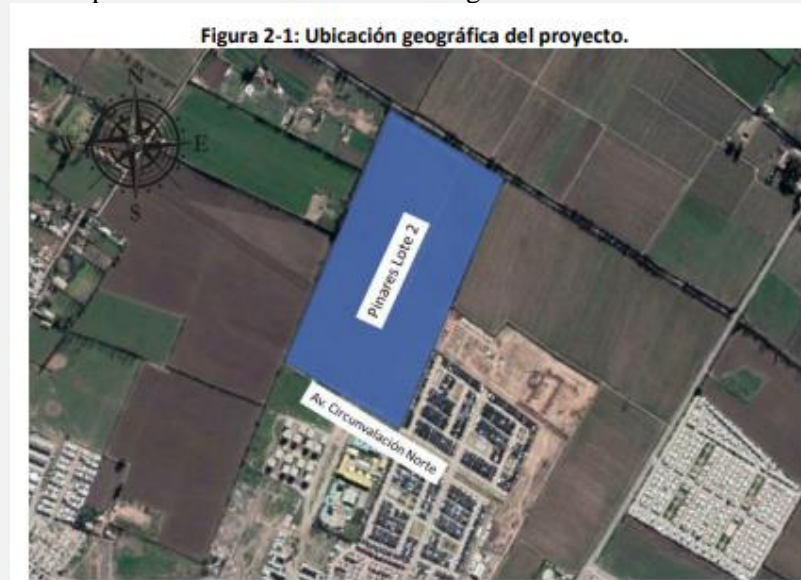 Figura 2-1: Ubicación geográfica del proyecto.
N
E
S
Pinares Lote 2
Av. Circunvalación Norte